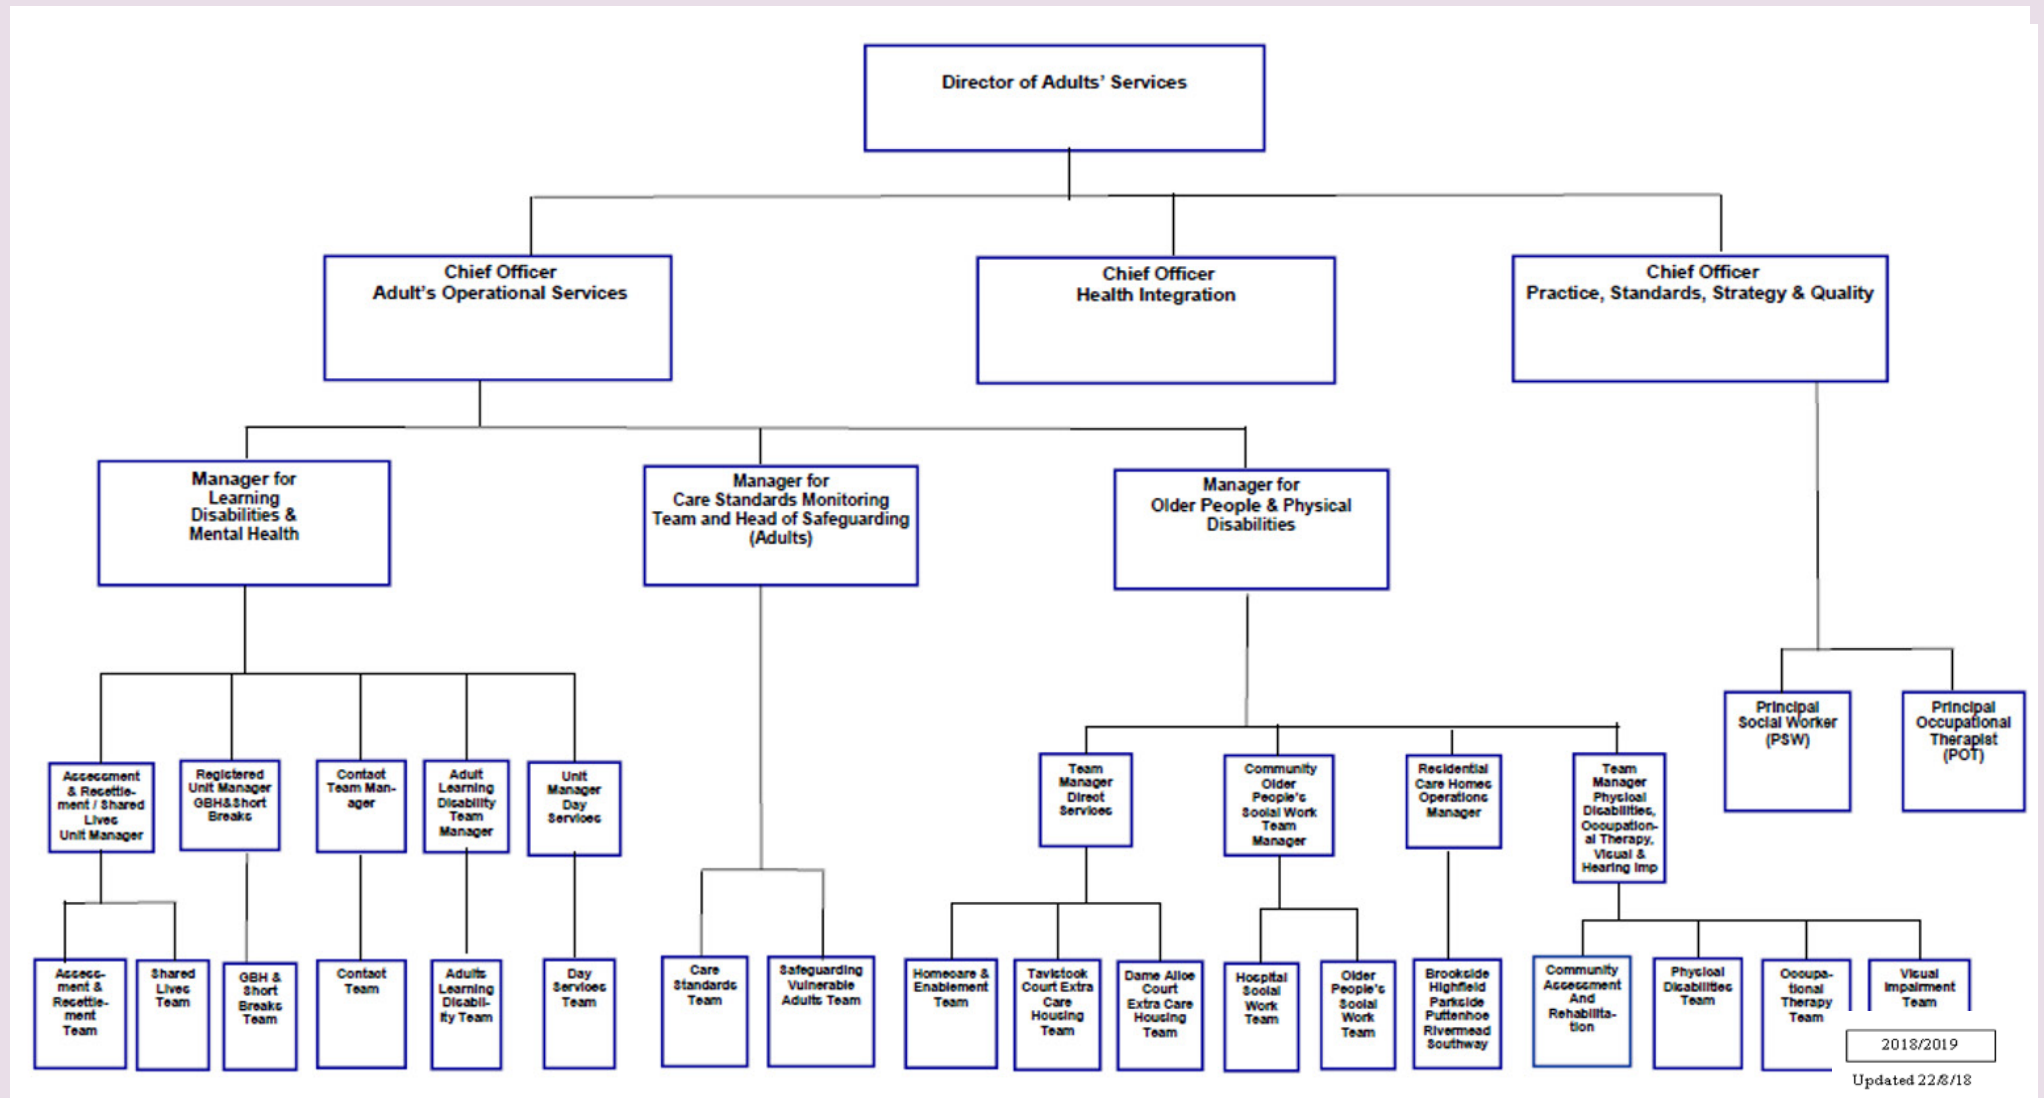 Director of Adults’ Services
Chief Officer
Adult’s Operational Services
Chief Officer
Health Integration
Chief Officer
Practice, Standards, Strategy & Quality
Manager for
Learning
Disabilities &
Mental Health
Manager for
Care Standards Monitoring
Team and Head of Safeguarding
(Adults)
Manager for
Older People & Physical
Disabilities
Principal
Social Worker
(PSW)
Principal
Occupational
Therapist
(POT)
Assessment
& Resettle-
ment / Shared
Lives
Unit Manager
Registered
Unit Manager
GBH&Short
Breaks
Contact
Team Man-
ager
Adult
Learning
Disability
Team
Manager
Unit
Manager
Day
Services
Team
Manager
Direct
Services
Community
Older
People's
Social Work
Team
Manager
Residential
Care Homes
Operations
Manager
Team
Manager
Physical
Disabilities,
Occupation-
al Therapy,
Visual &
Hearing Imp
Assess-
ment &
Resettle-
ment
Team
Shared
Lives
Team
GBH &
Short
Breaks
Team
Contact
Team
Adults
Learning
Disabil-
ity Team
Day
Services
Team
Care
Standards
Team
Safeguarding
Vulnerable
Adults Team
Homecare &
Enablement
Team
Tavistock
Court Extra
Care
Housing
Team
Dame Alice
Court
Extra Care
Housing
Team
Hospital
Social
Work
Team
Older
People's
Social
Work
Team
Brookside
Highfield
Parkside
Puttenhoe
Rivermead
Southway
Community
Assessment
And
Rehabilita-
tion
Physical
Disabilities
Team
Occupa-
tional
Therapy
Team
Visual
Impairment
Team
2018/2019
Updated 22/8/18